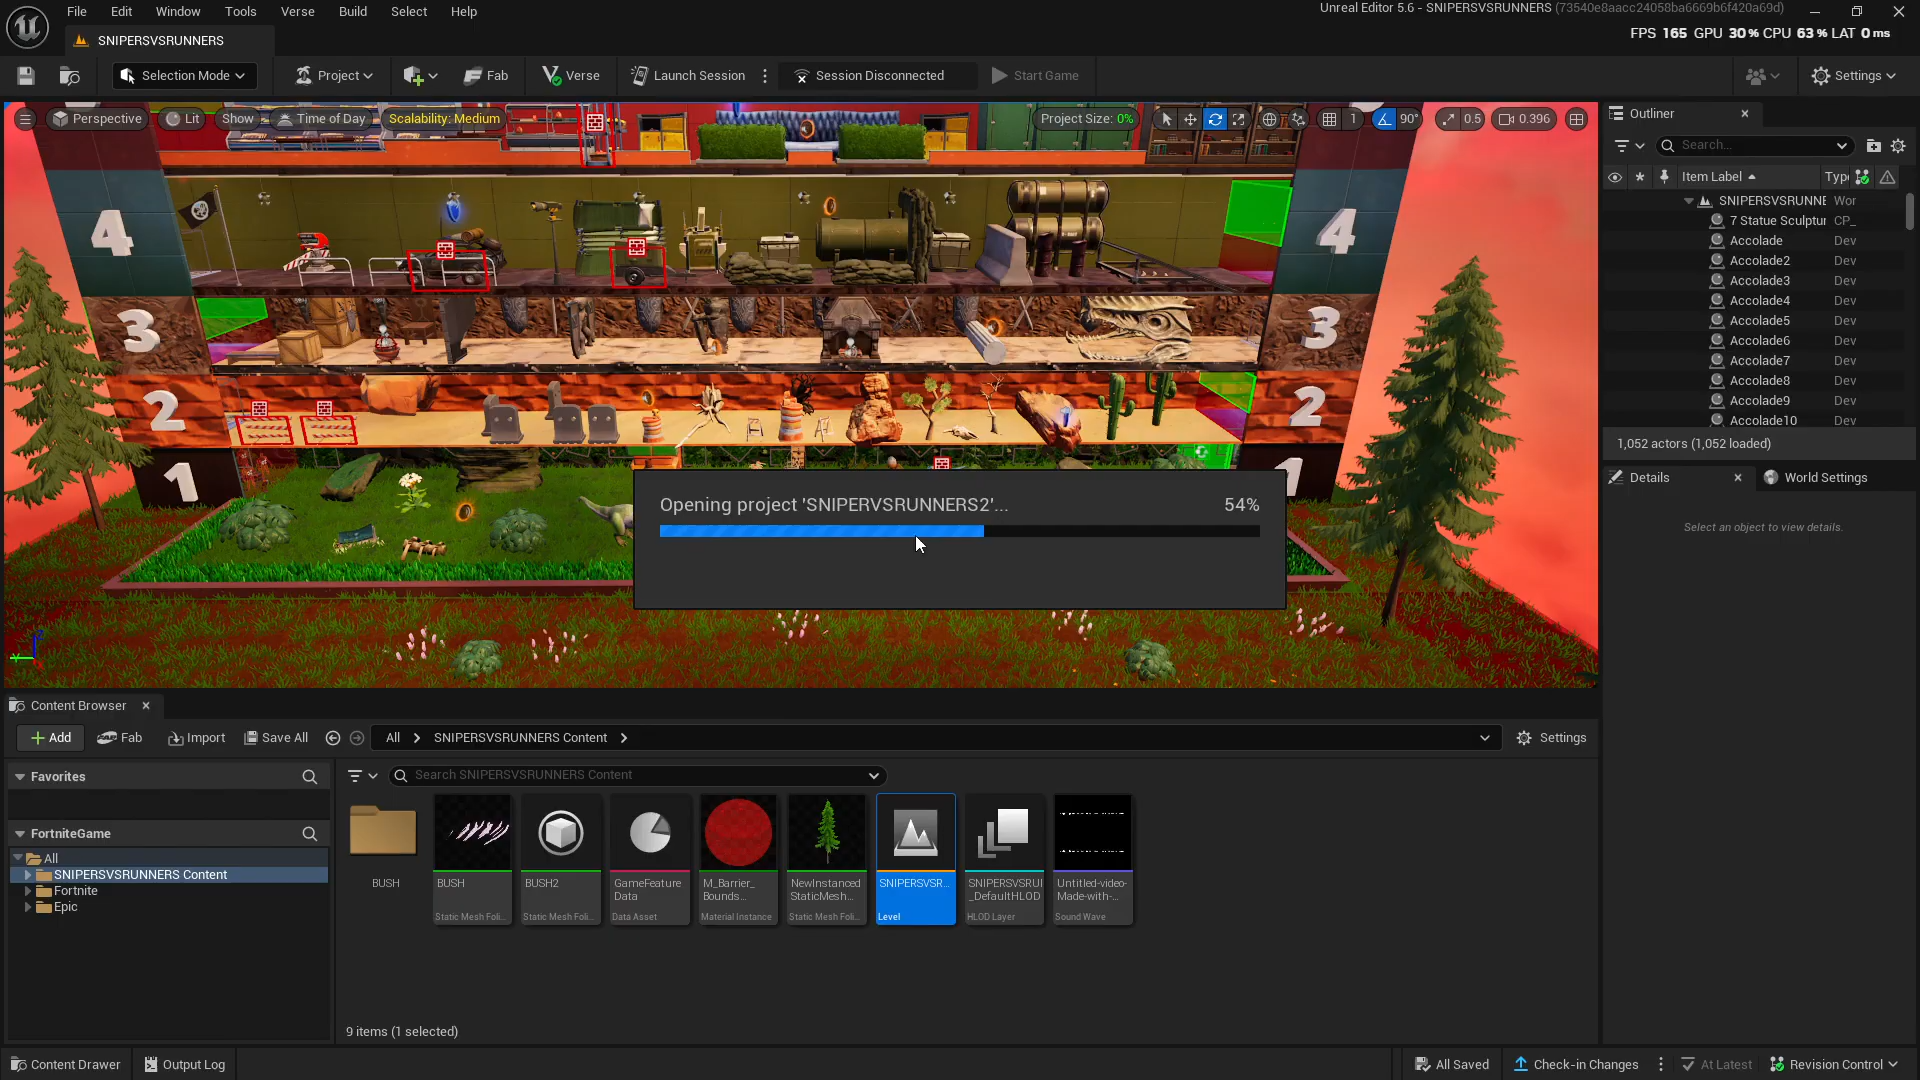 File Edit Window Tools Verse Build Select Help
Unreal Editor 5.6 - SNIPERSVSRUNNERS (73540e8aacc24058ba6669b6f420a69d)
SNIPERSVSRUNNERS
FPS 165 GPU 30% CPU 63% LAT 0 ms
Selection Mode Project Fab Verse Launch Session Session Disconnected Start Game Settings
Perspective Lit Show Time of Day Scalability: Medium Project Size: 0% 1 90° 0.5 0.396
4 4
3 3
2 2
1 1
Opening project 'SNIPERVSRUNNERS2'... 54%
Outliner
Search...
Item Label Type
SNIPERSVSRUNNE Wor
7 Statue Sculptur CP_
Accolade Dev
Accolade2 Dev
Accolade3 Dev
Accolade4 Dev
Accolade5 Dev
Accolade6 Dev
Accolade7 Dev
Accolade8 Dev
Accolade9 Dev
Accolade10 Dev
1,052 actors (1,052 loaded)
Details World Settings
Select an object to view details.
Content Browser
Add Fab Import Save All All SNIPERSVSRUNNERS Content Settings
Favorites
FortniteGame
All
SNIPERSVSRUNNERS Content
Fortnite
Epic
Search SNIPERSVSRUNNERS Content
BUSH
BUSH
Static Mesh Foli...
BUSH2
Static Mesh Foli...
GameFeature
Data
Data Asset
M_Barrier_
Bounds...
Material Instance
NewInstanced
StaticMesh...
Static Mesh Foli...
SNIPERSVSR...
Level
SNIPERSVSRUI
_DefaultHLOD
HLOD Layer
Untitled-video-
Made-with-...
Sound Wave
9 items (1 selected)
Content Drawer Output Log All Saved Check-in Changes At Latest Revision Control